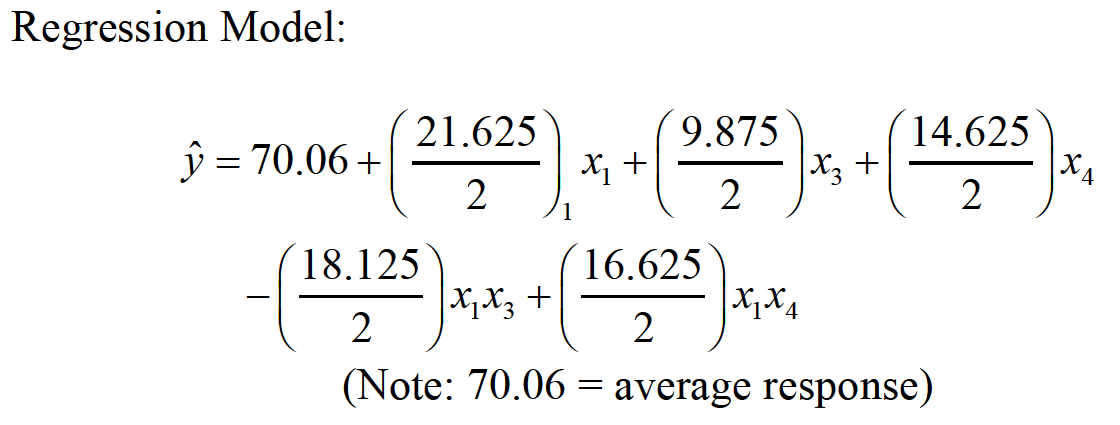 Regression Model:
ŷ = 70.06 + (21.625/2)₁ x₁ + (9.875/2) x₃ + (14.625/2) x₄
− (18.125/2) x₁x₃ + (16.625/2) x₁x₄
(Note: 70.06 = average response)